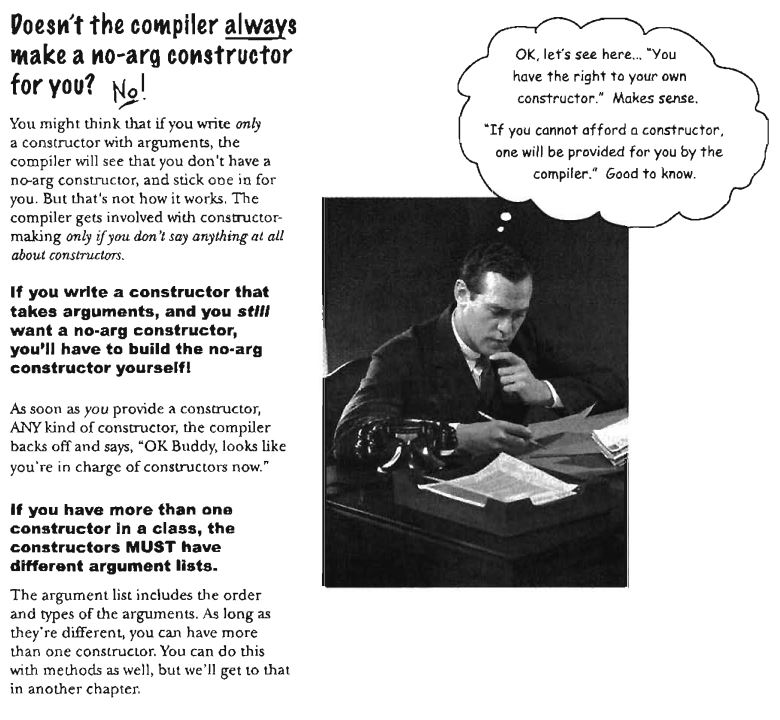 Doesn't the compiler always
make a no-arg constructor
for you? No!
You might think that if you write only
a constructor with arguments, the
compiler will see that you don't have a
no-arg constructor, and stick one in for
you. But that's not how it works. The
compiler gets involved with constructor-
making only if you don't say anything at all
about constructors.
If you write a constructor that
takes arguments, and you still
want a no-arg constructor,
you'll have to build the no-arg
constructor yourself!
As soon as you provide a constructor,
ANY kind of constructor, the compiler
backs off and says, "OK Buddy, looks like
you're in charge of constructors now."
If you have more than one
constructor in a class, the
constructors MUST have
different argument lists.
The argument list includes the order
and types of the arguments. As long as
they're different, you can have more
than one constructor. You can do this
with methods as well, but we'll get to that
in another chapter.
OK, let's see here... "You
have the right to your own
constructor." Makes sense.
"If you cannot afford a constructor,
one will be provided for you by the
compiler." Good to know.